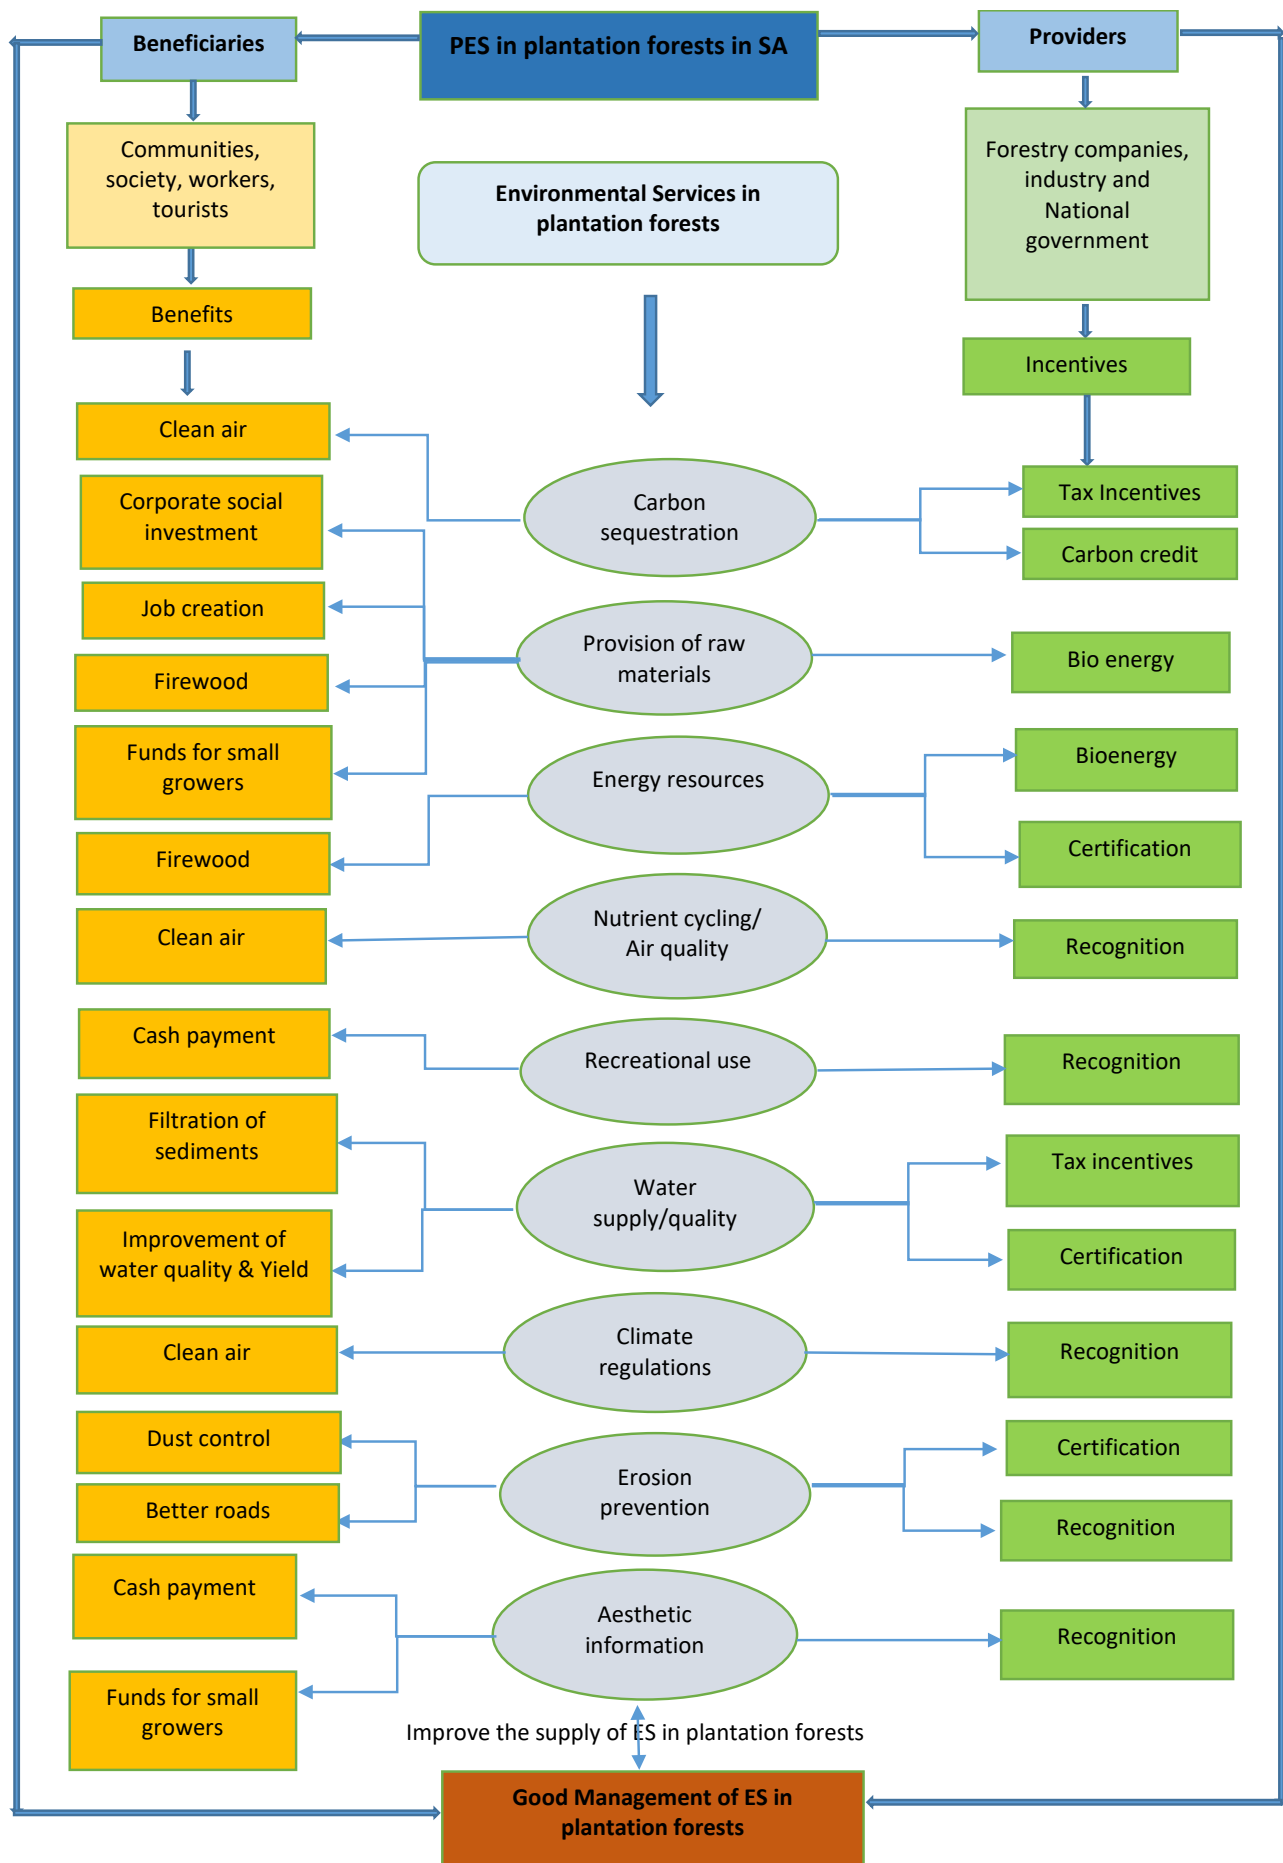 Beneficiaries
PES in plantation forests in SA
Providers
Communities,
society, workers,
tourists
Environmental Services in
plantation forests
Forestry companies,
industry and
National
government
Benefits
Incentives
Clean air
Carbon
sequestration
Tax Incentives
Carbon credit
Corporate social
investment
Job creation
Firewood
Funds for small
growers
Provision of raw
materials
Bio energy
Firewood
Energy resources
Bioenergy
Certification
Clean air
Nutrient cycling/
Air quality
Recognition
Cash payment
Recreational use
Recognition
Filtration of
sediments
Improvement of
water quality & Yield
Water
supply/quality
Tax incentives
Certification
Clean air
Climate
regulations
Recognition
Dust control
Better roads
Erosion
prevention
Certification
Recognition
Cash payment
Funds for small
growers
Aesthetic
information
Recognition
Improve the supply of ES in plantation forests
Good Management of ES in
plantation forests